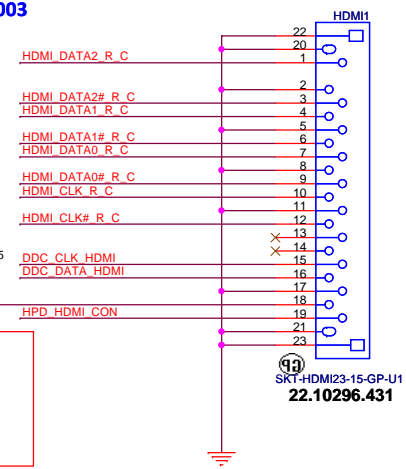 003
HDMI1
22
20
HDMI_DATA2_R_C 1
2
HDMI_DATA2#_R_C 3
HDMI_DATA1_R_C 4
5
HDMI_DATA1#_R_C 6
HDMI_DATA0_R_C 7
8
HDMI_DATA0#_R_C 9
HDMI_CLK_R_C 10
11
HDMI_CLK#_R_C 12
13
14
5 DDC_CLK_HDMI 15
DDC_DATA_HDMI 16
17
18
HPD_HDMI_CON 19
21
23
GP
SKT-HDMI23-15-GP-U1
22.10296.431